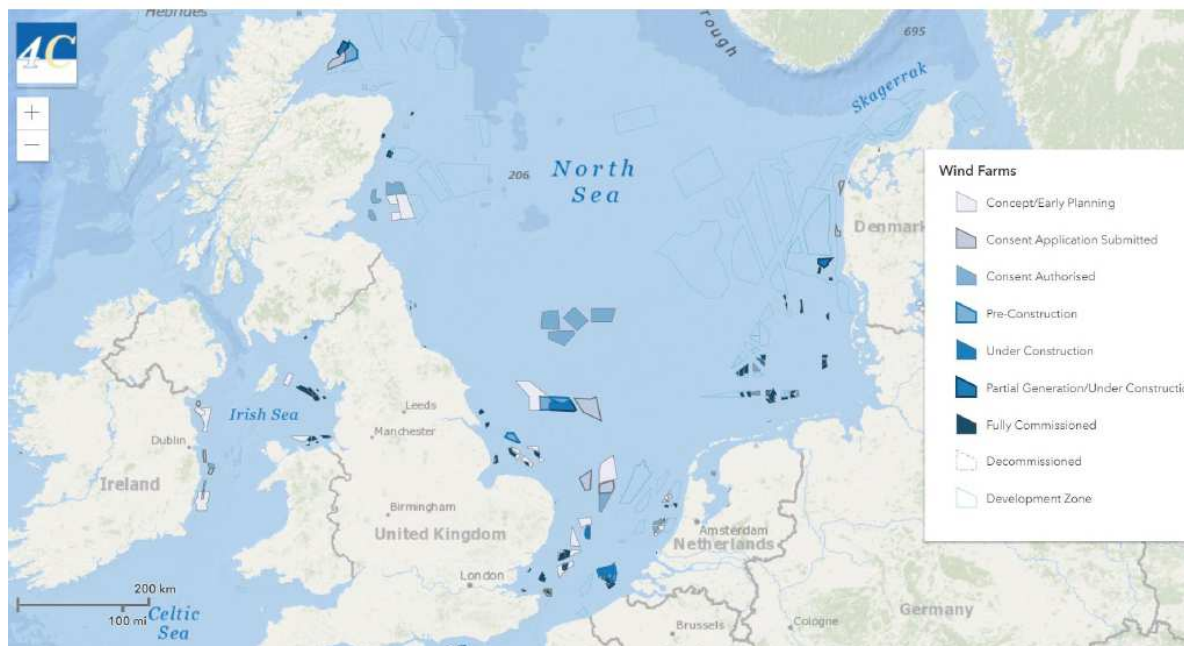 Hebrides
4C
+
−
rough
695
Skagerrak
North
Sea
206
Wind Farms
Concept/Early Planning
Consent Application Submitted
Consent Authorised
Pre-Construction
Under Construction
Partial Generation/Under Constructio
Fully Commissioned
Decommissioned
Development Zone
Denmar
Irish Sea
Leeds
Manchester
Dublin
Ireland
Birmingham
United Kingdom
London
Amsterdam
Netherlands
200 km
100 mi
Celtic
Sea
Brussels
Cologne
Germany